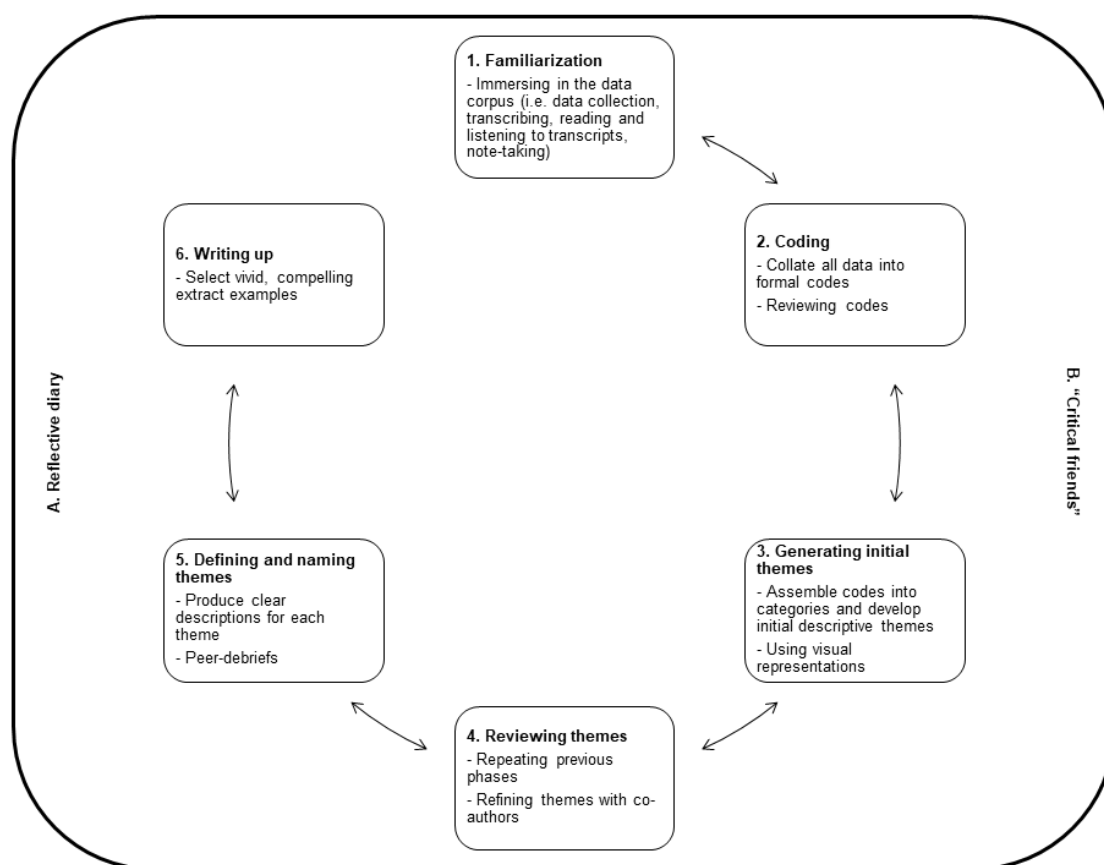 1. Familiarization
- Immersing in the data
corpus (i.e. data collection,
transcribing, reading and
listening to transcripts,
note-taking)
2. Coding
- Collate all data into
formal codes
- Reviewing codes
3. Generating initial
themes
- Assemble codes into
categories and develop
initial descriptive themes
- Using visual
representations
4. Reviewing themes
- Repeating previous
phases
- Refining themes with co-
authors
5. Defining and naming
themes
- Produce clear
descriptions for each
theme
- Peer-debriefs
6. Writing up
- Select vivid, compelling
extract examples
A. Reflective diary
B. “Critical friends”